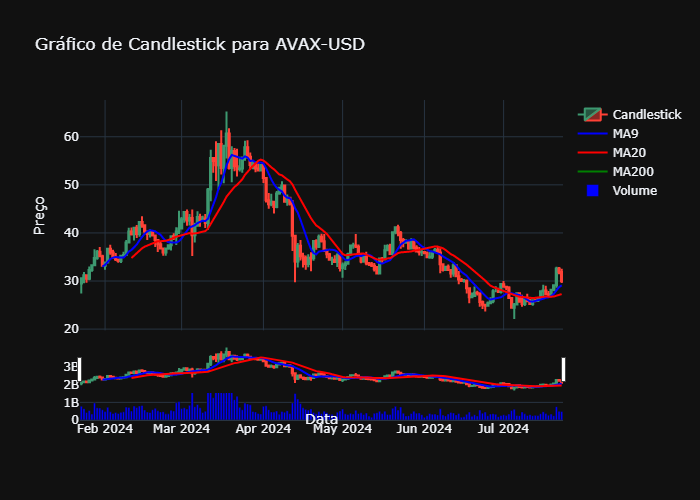 Gráfico de Candlestick para AVAX-USD
Candlestick
MA9
MA20
MA200
Volume
Preço
60
50
40
30
20
3B
2B
1B
0
Data
Feb 2024 Mar 2024 Apr 2024 May 2024 Jun 2024 Jul 2024